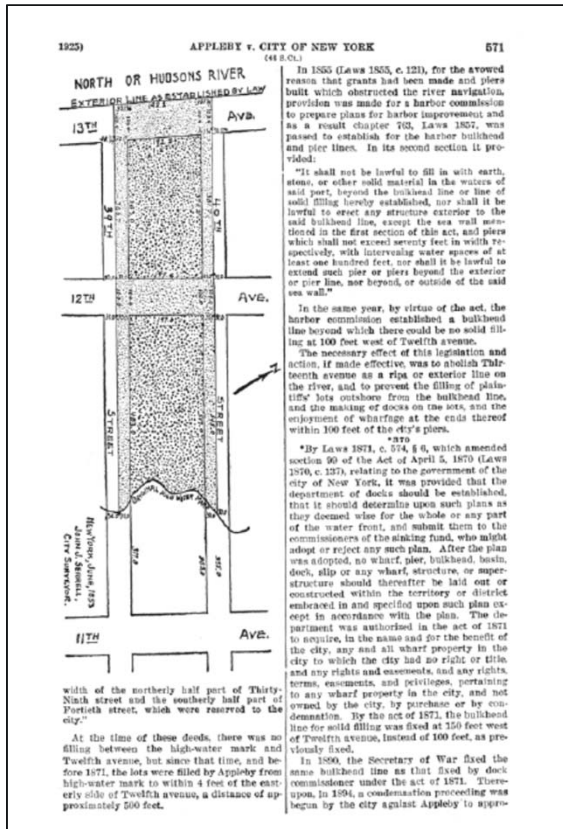 1925)
APPLEBY v. CITY OF NEW YORK
571
(46 S.Ct.)
NORTH OR HUDSONS RIVER
EXTERIOR LINE AS ESTABLISHED BY LAW
13TH
AVE.
39TH
40TH
12TH
AVE.
STREET
STREET
ORIGINAL HIGH WATER MARK
NEW YORK, JUNE, 1853
JOHN J. SERRELL,
CITY SURVEYOR.
11TH
AVE.
width of the northerly half part of Thirty-
Ninth street and the southerly half part of
Fortieth street, which were reserved to the
city."
At the time of these deeds, there was no
filling between the high-water mark and
Twelfth avenue, but since that time, and be-
fore 1871, the lots were filled by Appleby from
high-water mark to within 4 feet of the east-
erly side of Twelfth avenue, a distance of ap-
proximately 500 feet.
In 1855 (Laws 1855, c. 121), for the avowed
reason that grants had been made and piers
built which obstructed the river navigation,
provision was made for a harbor commission
to prepare plans for harbor improvement and
as a result chapter 763, Laws 1857, was
passed to establish for the harbor bulkhead
and pier lines. In its second section it pro-
vided:
"It shall not be lawful to fill in with earth,
stone, or other solid material in the waters of
said port, beyond the bulkhead line or line of
solid filling hereby established, nor shall it be
lawful to erect any structure exterior to the
said bulkhead line, except the sea wall men-
tioned in the first section of this act, and piers
which shall not exceed seventy feet in width re-
spectively, with intervening water spaces of at
least one hundred feet, nor shall it be lawful to
extend such pier or piers beyond the exterior
or pier line, nor beyond, or outside of the said
sea wall."
In the same year, by virtue of the act, the
harbor commission established a bulkhead
line beyond which there could be no solid fill-
ing at 100 feet west of Twelfth avenue.
The necessary effect of this legislation and
action, if made effective, was to abolish Thir-
teenth avenue as a ripa or exterior line on
the river, and to prevent the filling of plain-
tiffs' lots outshore from the bulkhead line,
and the making of docks on the lots, and the
enjoyment of wharfage at the ends thereof
within 100 feet of the city's piers.
*370
*By Laws 1871, c. 574, § 6, which amended
section 99 of the Act of April 5, 1870 (Laws
1870, c. 137), relating to the government of the
city of New York, it was provided that the
department of docks should be established,
that it should determine upon such plans as
they deemed wise for the whole or any part
of the water front, and submit them to the
commissioners of the sinking fund, who might
adopt or reject any such plan. After the plan
was adopted, no wharf, pier, bulkhead, basin,
dock, slip or any wharf, structure, or super-
structure should thereafter be laid out or
constructed within the territory or district
embraced in and specified upon such plan ex-
cept in accordance with the plan. The de-
partment was authorized in the act of 1871
to acquire, in the name and for the benefit of
the city, any and all wharf property in the
city to which the city had no right or title,
and any rights and easements, and any rights,
terms, easements, and privileges, pertaining
to any wharf property in the city, and not
owned by the city, by purchase or by con-
demnation. By the act of 1871, the bulkhead
line for solid filling was fixed at 150 feet west
of Twelfth avenue, instead of 100 feet, as pre-
viously fixed.
In 1890, the Secretary of War fixed the
same bulkhead line as that fixed by dock
commissioner under the act of 1871. There-
upon, in 1894, a condemnation proceeding was
begun by the city against Appleby to appro-